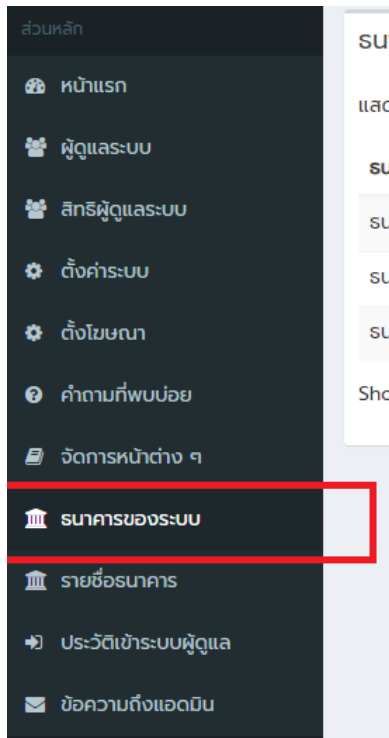 ส่วนหลัก
หน้าแรก
ผู้ดูแลระบบ
สิทธิผู้ดูแลระบบ
ตั้งค่าระบบ
ตั้งโฆษณา
คำถามที่พบบ่อย
จัดการหน้าต่าง ๆ
ธนาคารของระบบ
รายชื่อธนาคาร
ประวัติเข้าระบบผู้ดูแล
ข้อความถึงแอดมิน